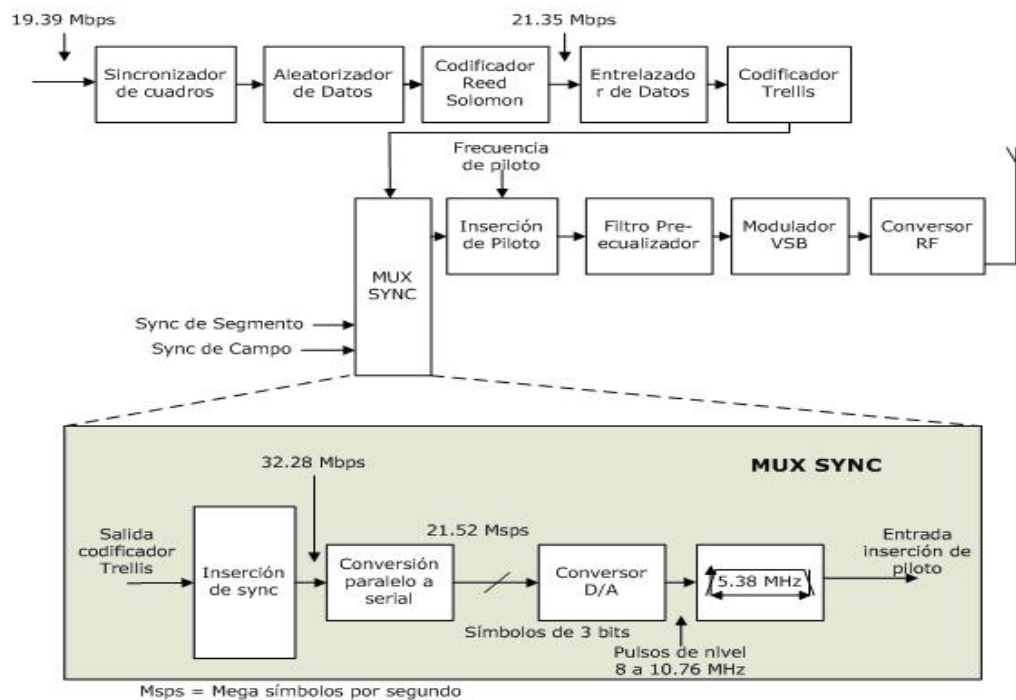 19.39 Mbps
21.35 Mbps
Sincronizador
de cuadros
Aleatorizador
de Datos
Codificador
Reed
Solomon
Entrelazado
r de Datos
Codificador
Trellis
Frecuencia
de piloto
MUX
SYNC
Inserción
de Piloto
Filtro Pre-
ecualizador
Modulador
VSB
Conversor
RF
Sync de Segmento
Sync de Campo
MUX SYNC
32.28 Mbps
Salida
codificador
Trellis
Inserción
de sync
Conversión
paralelo a
serial
21.52 Msps
Símbolos de 3 bits
Conversor
D/A
Pulsos de nivel
8 a 10.76 MHz
5.38 MHz
Entrada
inserción de
piloto
Msps = Mega símbolos por segundo